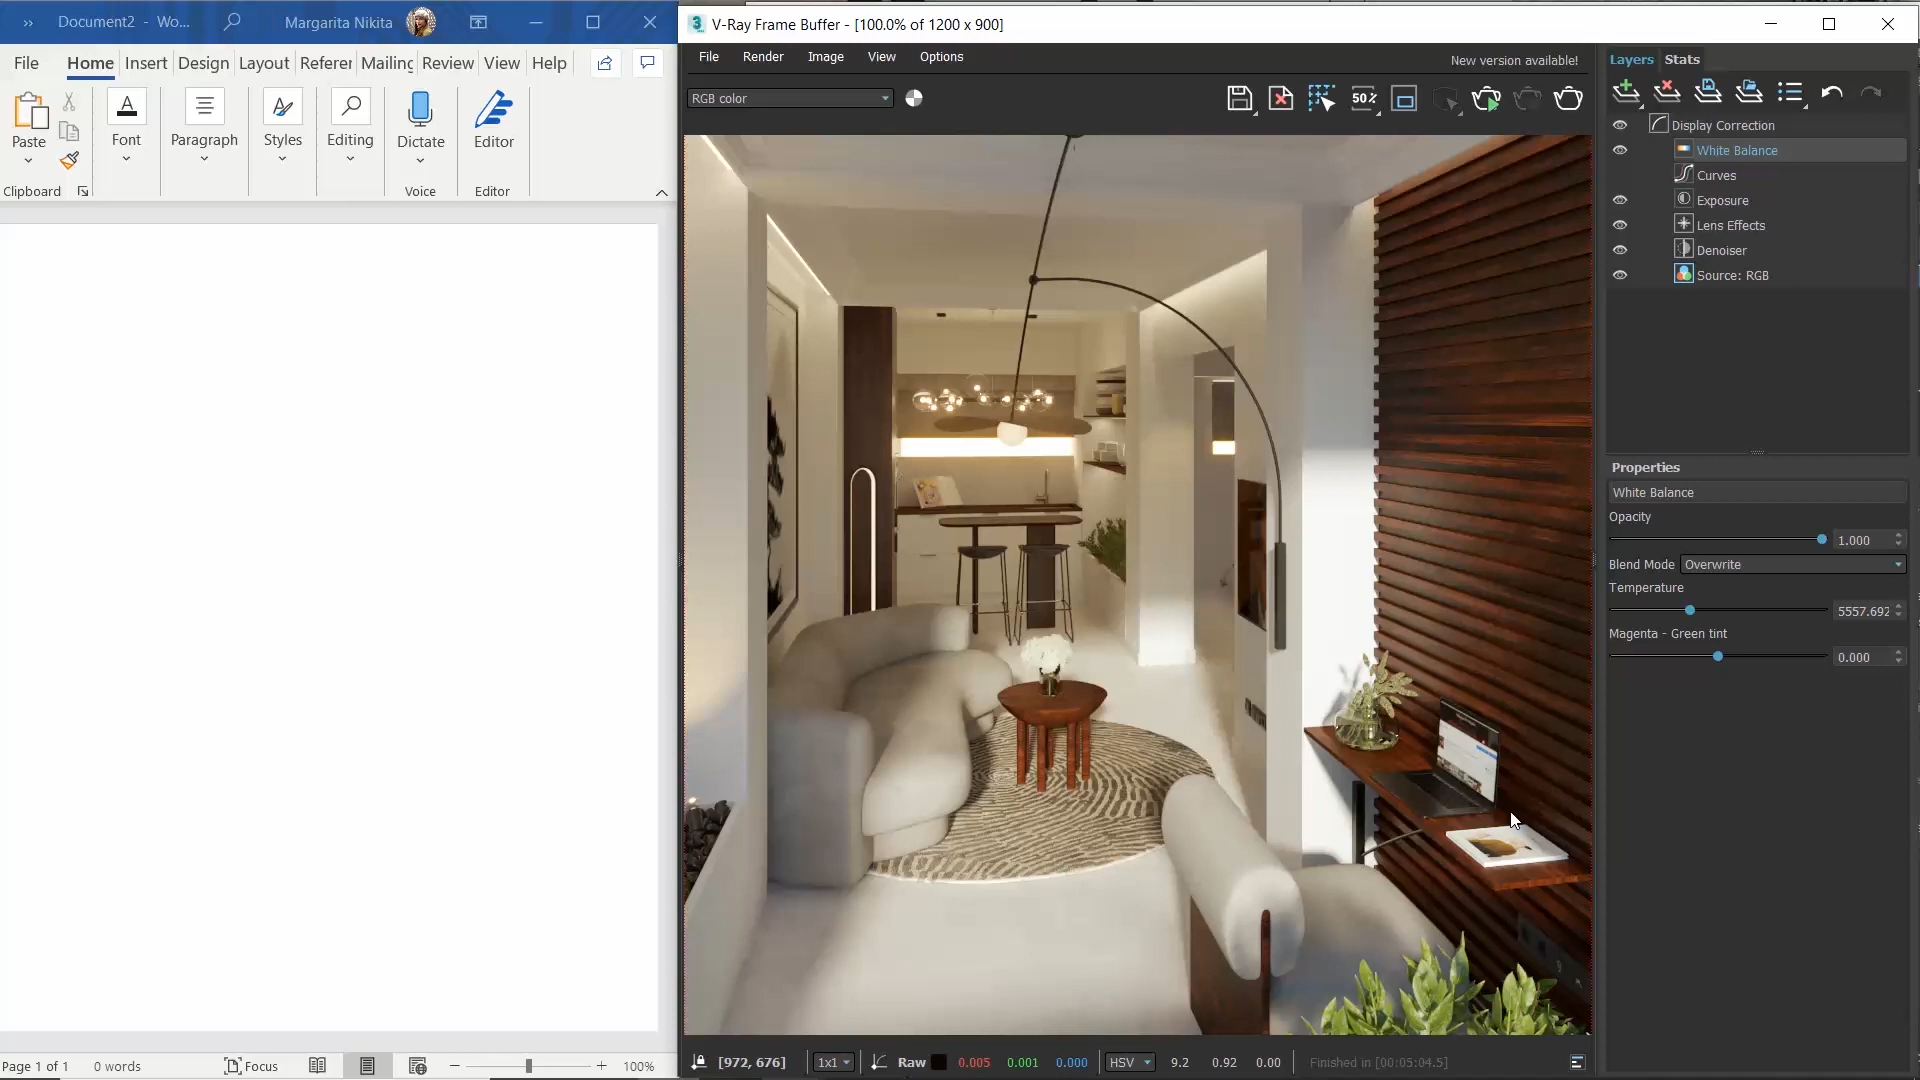 Document2 - Wo...
Margarita Nikita
File Home Insert Design Layout Referer Mailing Review View Help
Paste
Font
Paragraph
Styles
Editing
Dictate
Editor
Clipboard
Voice
Editor
Page 1 of 1
0 words
Focus
100%
V-Ray Frame Buffer - [100.0% of 1200 x 900]
File Render Image View Options
New version available!
RGB color
50%
[972, 676]
1x1
Raw
0.005
0.001
0.000
HSV
9.2
0.92
0.00
Finished in [00:05:04.5]
Layers Stats
Display Correction
White Balance
Curves
Exposure
Lens Effects
Denoiser
Source: RGB
Properties
White Balance
Opacity
1.000
Blend Mode Overwrite
Temperature
5557.692
Magenta - Green tint
0.000